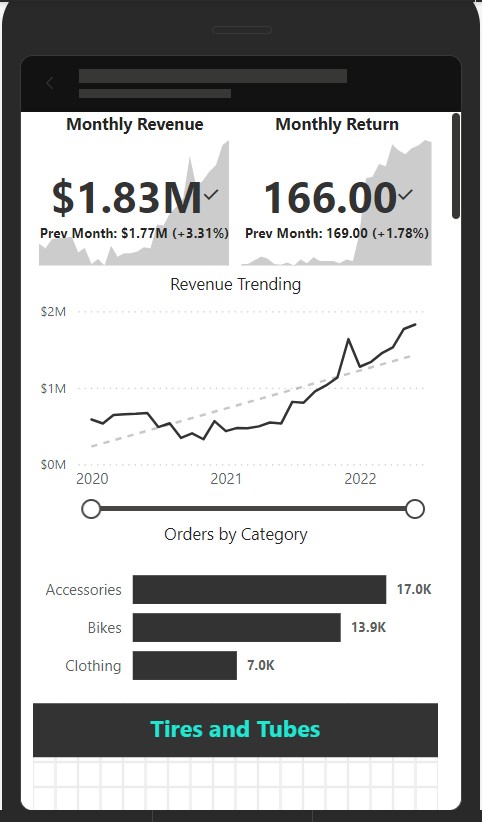 Monthly Revenue
Monthly Return
$1.83M
166.00
Prev Month: $1.77M (+3.31%)
Prev Month: 169.00 (+1.78%)
Revenue Trending
$2M
$1M
$0M
2020 2021 2022
Orders by Category
Accessories 17.0K
Bikes 13.9K
Clothing 7.0K
Tires and Tubes